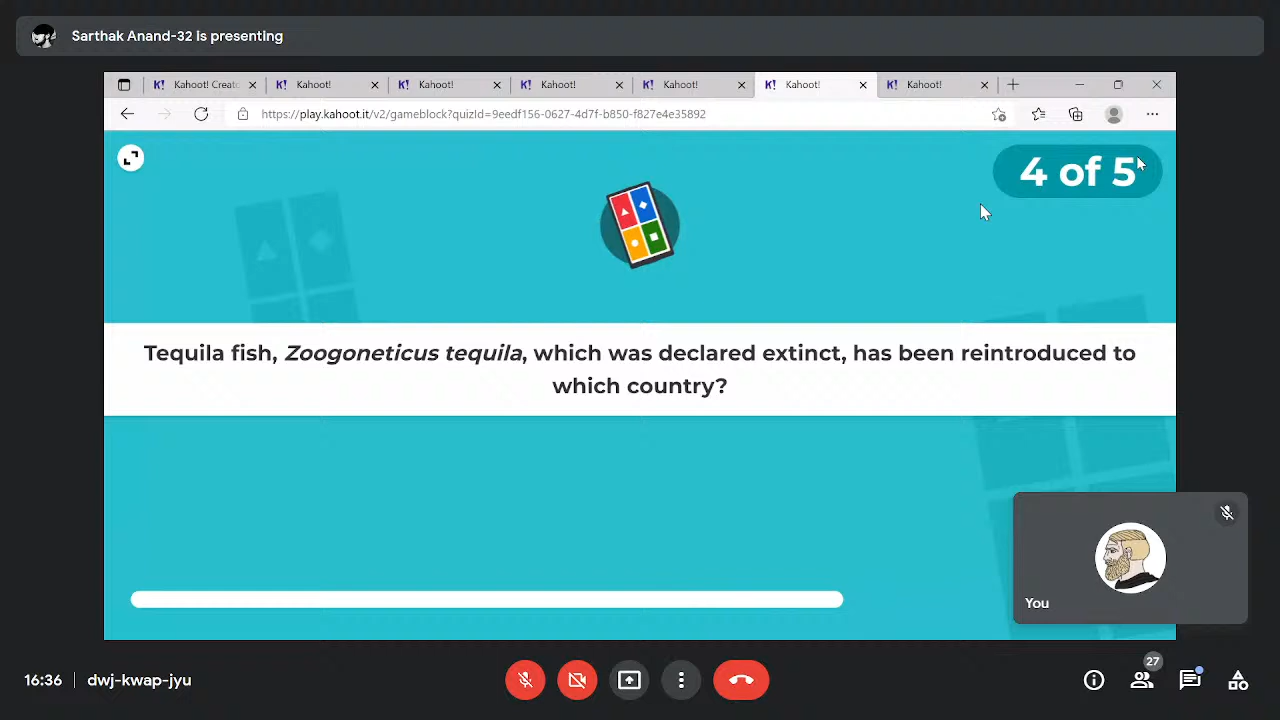 Sarthak Anand-32 is presenting
K! Kahoot! Create
K! Kahoot!
K! Kahoot!
K! Kahoot!
K! Kahoot!
K! Kahoot!
K! Kahoot!
https://play.kahoot.it/v2/gameblock?quizId=9eedf156-0627-4d7f-b850-f827e4e35892
4 of 5
Tequila fish, Zoogoneticus tequila, which was declared extinct, has been reintroduced to
which country?
You
16:36 | dwj-kwap-jyu
27